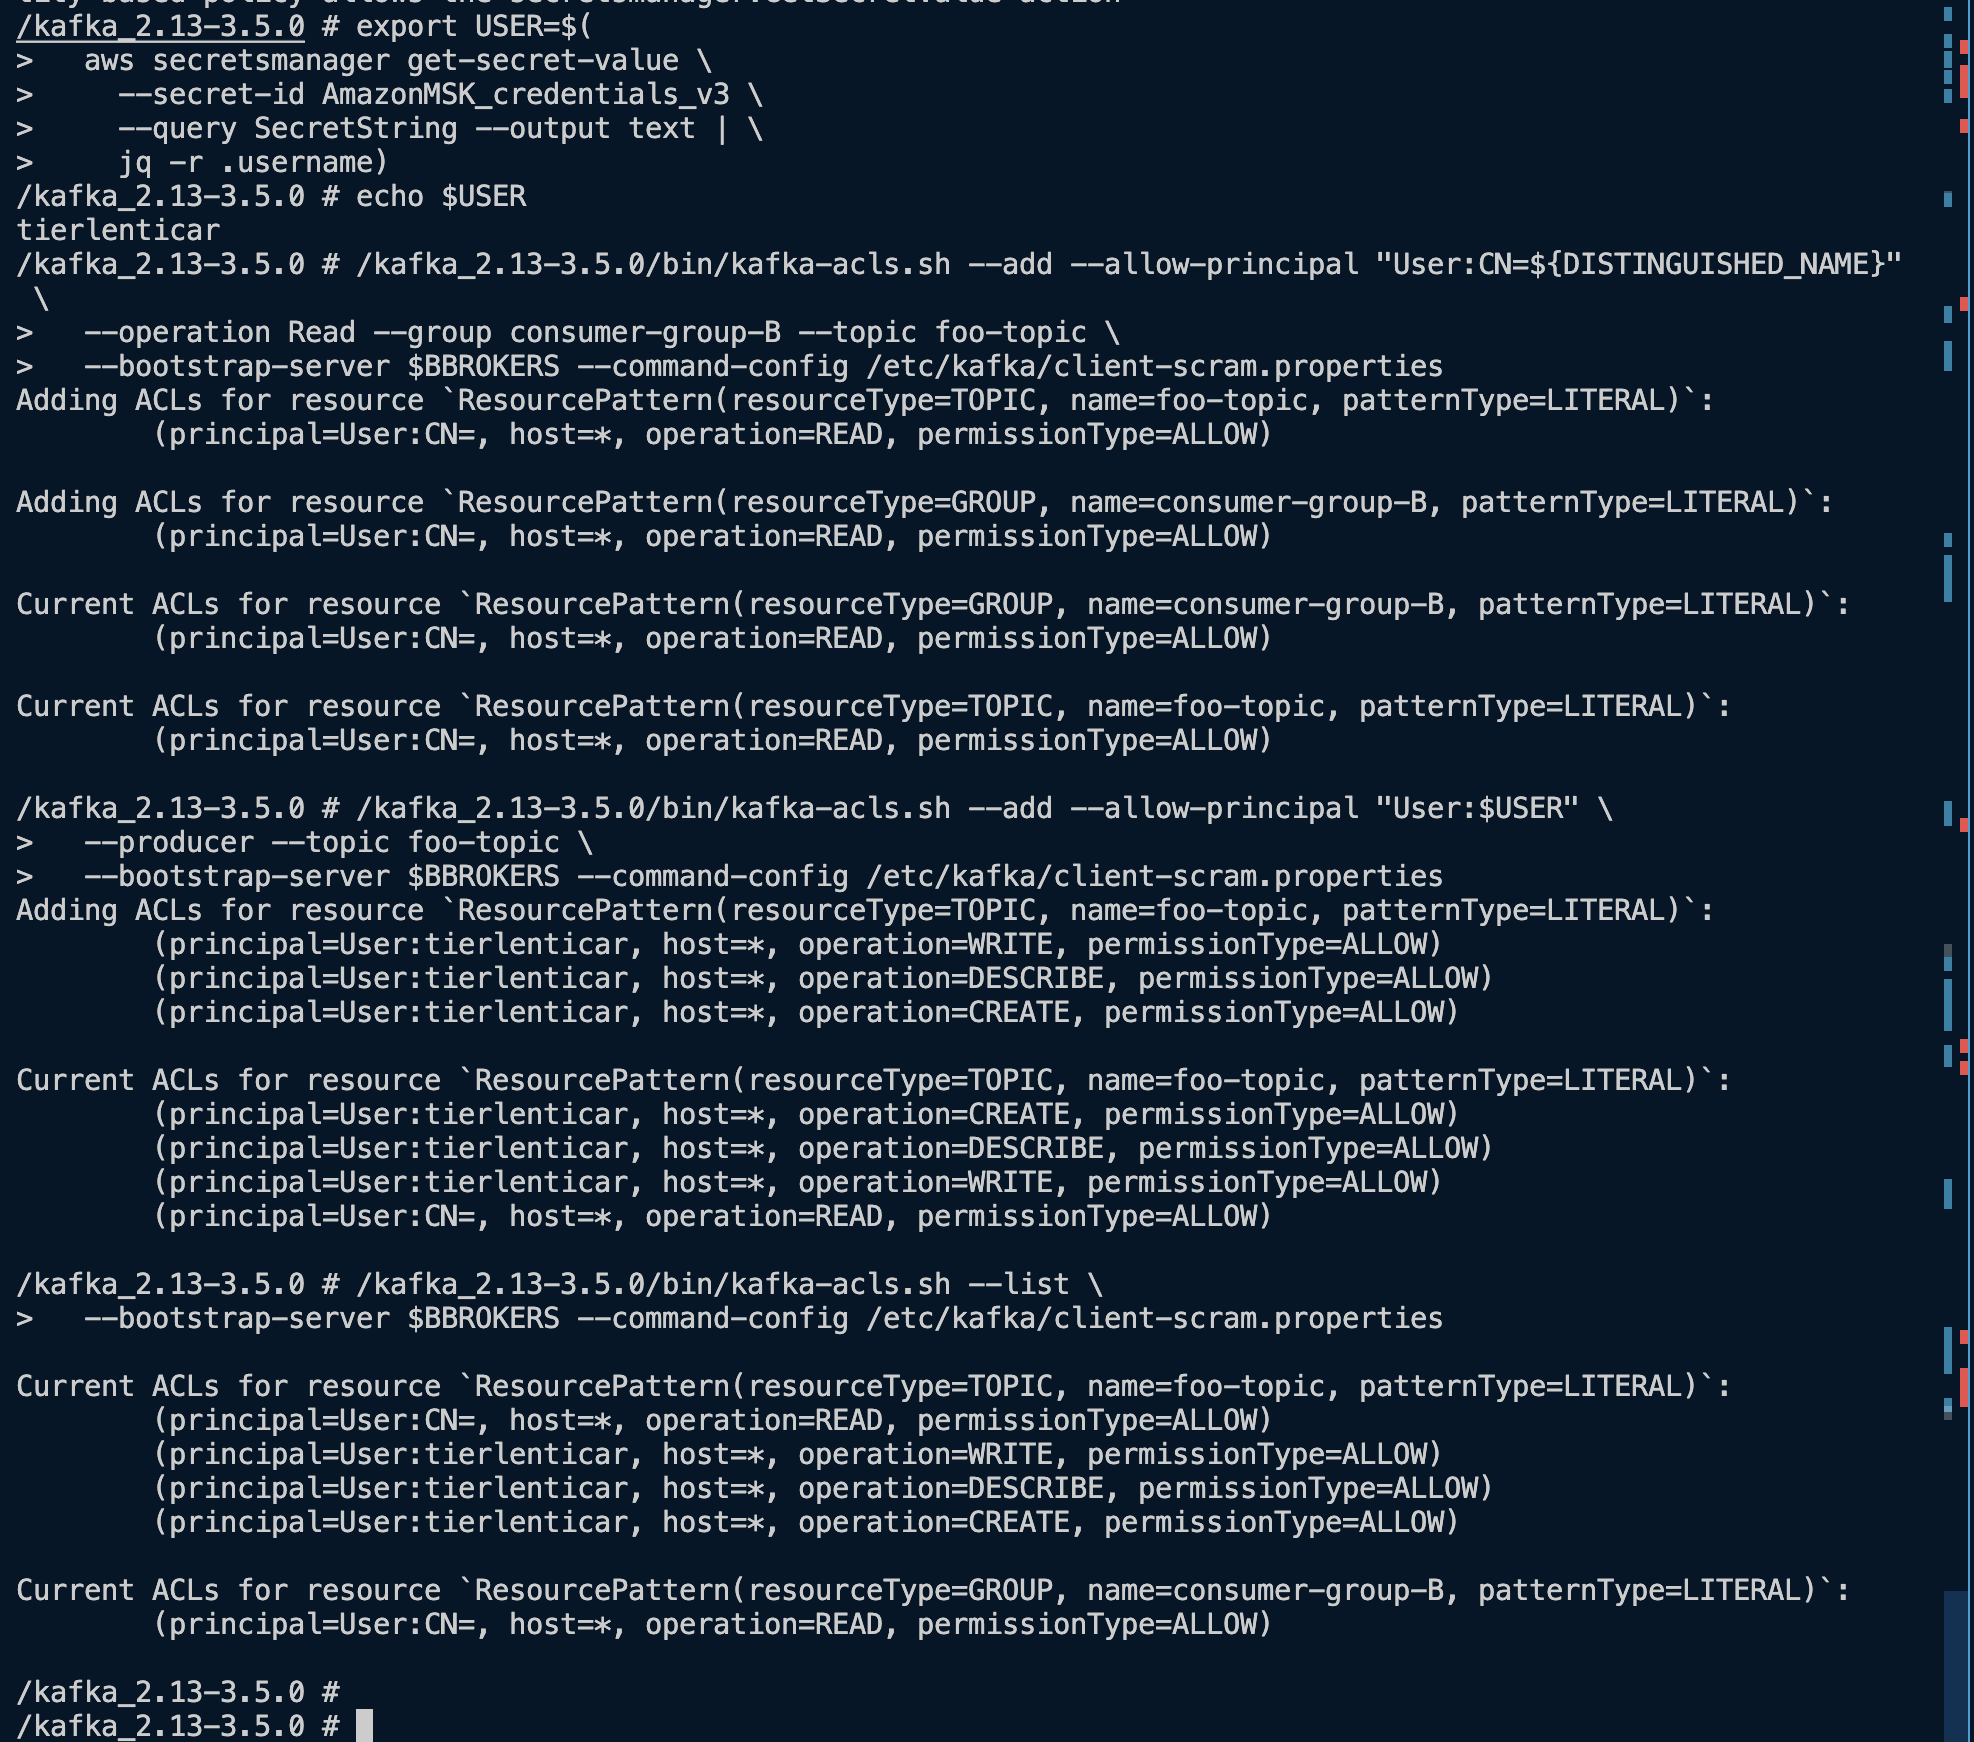 /kafka_2.13-3.5.0 # export USER=$(
>   aws secretsmanager get-secret-value \
>     --secret-id AmazonMSK_credentials_v3 \
>     --query SecretString --output text | \
>     jq -r .username)
/kafka_2.13-3.5.0 # echo $USER
tierlenticar
/kafka_2.13-3.5.0 # /kafka_2.13-3.5.0/bin/kafka-acls.sh --add --allow-principal "User:CN=${DISTINGUISHED_NAME}"
 \
>   --operation Read --group consumer-group-B --topic foo-topic \
>   --bootstrap-server $BBROKERS --command-config /etc/kafka/client-scram.properties
Adding ACLs for resource `ResourcePattern(resourceType=TOPIC, name=foo-topic, patternType=LITERAL)`:
        (principal=User:CN=, host=*, operation=READ, permissionType=ALLOW)

Adding ACLs for resource `ResourcePattern(resourceType=GROUP, name=consumer-group-B, patternType=LITERAL)`:
        (principal=User:CN=, host=*, operation=READ, permissionType=ALLOW)

Current ACLs for resource `ResourcePattern(resourceType=GROUP, name=consumer-group-B, patternType=LITERAL)`:
        (principal=User:CN=, host=*, operation=READ, permissionType=ALLOW)

Current ACLs for resource `ResourcePattern(resourceType=TOPIC, name=foo-topic, patternType=LITERAL)`:
        (principal=User:CN=, host=*, operation=READ, permissionType=ALLOW)

/kafka_2.13-3.5.0 # /kafka_2.13-3.5.0/bin/kafka-acls.sh --add --allow-principal "User:$USER" \
>   --producer --topic foo-topic \
>   --bootstrap-server $BBROKERS --command-config /etc/kafka/client-scram.properties
Adding ACLs for resource `ResourcePattern(resourceType=TOPIC, name=foo-topic, patternType=LITERAL)`:
        (principal=User:tierlenticar, host=*, operation=WRITE, permissionType=ALLOW)
        (principal=User:tierlenticar, host=*, operation=DESCRIBE, permissionType=ALLOW)
        (principal=User:tierlenticar, host=*, operation=CREATE, permissionType=ALLOW)

Current ACLs for resource `ResourcePattern(resourceType=TOPIC, name=foo-topic, patternType=LITERAL)`:
        (principal=User:tierlenticar, host=*, operation=CREATE, permissionType=ALLOW)
        (principal=User:tierlenticar, host=*, operation=DESCRIBE, permissionType=ALLOW)
        (principal=User:tierlenticar, host=*, operation=WRITE, permissionType=ALLOW)
        (principal=User:CN=, host=*, operation=READ, permissionType=ALLOW)

/kafka_2.13-3.5.0 # /kafka_2.13-3.5.0/bin/kafka-acls.sh --list \
>   --bootstrap-server $BBROKERS --command-config /etc/kafka/client-scram.properties

Current ACLs for resource `ResourcePattern(resourceType=TOPIC, name=foo-topic, patternType=LITERAL)`:
        (principal=User:CN=, host=*, operation=READ, permissionType=ALLOW)
        (principal=User:tierlenticar, host=*, operation=WRITE, permissionType=ALLOW)
        (principal=User:tierlenticar, host=*, operation=DESCRIBE, permissionType=ALLOW)
        (principal=User:tierlenticar, host=*, operation=CREATE, permissionType=ALLOW)

Current ACLs for resource `ResourcePattern(resourceType=GROUP, name=consumer-group-B, patternType=LITERAL)`:
        (principal=User:CN=, host=*, operation=READ, permissionType=ALLOW)

/kafka_2.13-3.5.0 #
/kafka_2.13-3.5.0 #